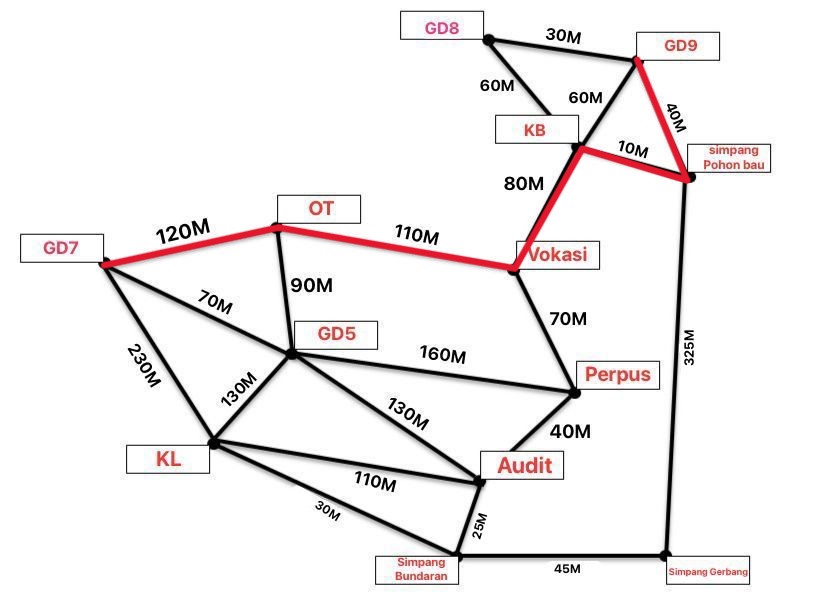 GD8
30M
GD9
60M
60M
40M
KB
10M
simpang
Pohon bau
80M
OT
120M
110M
GD7
Vokasi
90M
70M
GD5
70M
325M
160M
230M
130M
Perpus
130M
40M
KL
Audit
110M
30M
25M
Simpang
Bundaran
45M
Simpang Gerbang